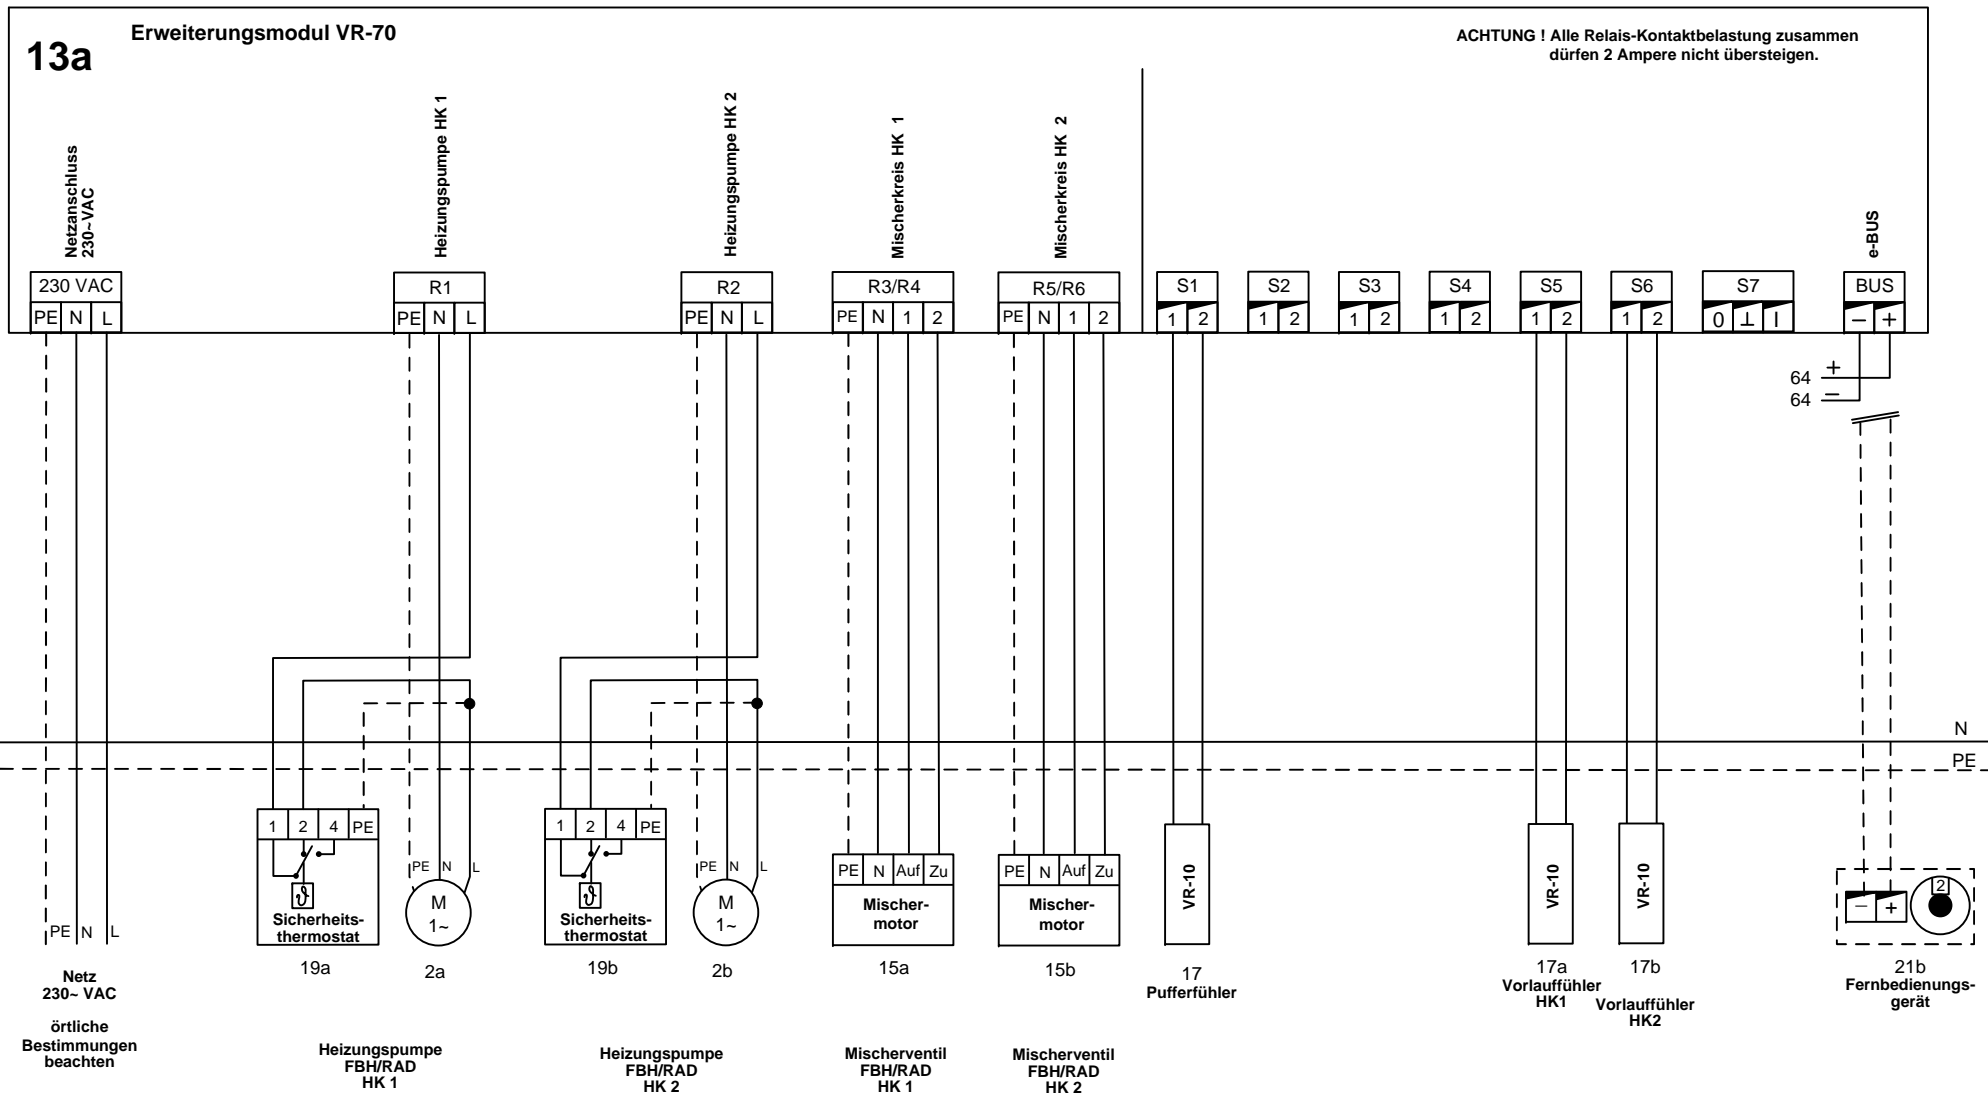 13a
Erweiterungsmodul VR-70
ACHTUNG ! Alle Relais-Kontaktbelastung zusammen
dürfen 2 Ampere nicht übersteigen.
Netzanschluss
230~VAC
Heizungspumpe HK 1
Heizungspumpe HK 2
Mischerkreis HK 1
Mischerkreis HK 2
e-BUS
230 VAC
PE N L
R1
PE N L
R2
PE N L
R3/R4
PE N 1 2
R5/R6
PE N 1 2
S1
1 2
S2
1 2
S3
1 2
S4
1 2
S5
1 2
S6
1 2
S7
0 ⊥ I
BUS
− +
64 +
64 −
N
PE
PE N L
Netz
230~ VAC
örtliche
Bestimmungen
beachten
1 2 4 PE
ϑ
Sicherheits-
thermostat
19a
PE N L
M
1~
2a
Heizungspumpe
FBH/RAD
HK 1
1 2 4 PE
ϑ
Sicherheits-
thermostat
19b
PE N L
M
1~
2b
Heizungspumpe
FBH/RAD
HK 2
PE N Auf Zu
Mischer-
motor
15a
Mischerventil
FBH/RAD
HK 1
PE N Auf Zu
Mischer-
motor
15b
Mischerventil
FBH/RAD
HK 2
VR-10
17
Pufferfühler
VR-10
17a
Vorlauffühler
HK1
VR-10
17b
Vorlauffühler
HK2
− +
2
21b
Fernbedienungs-
gerät